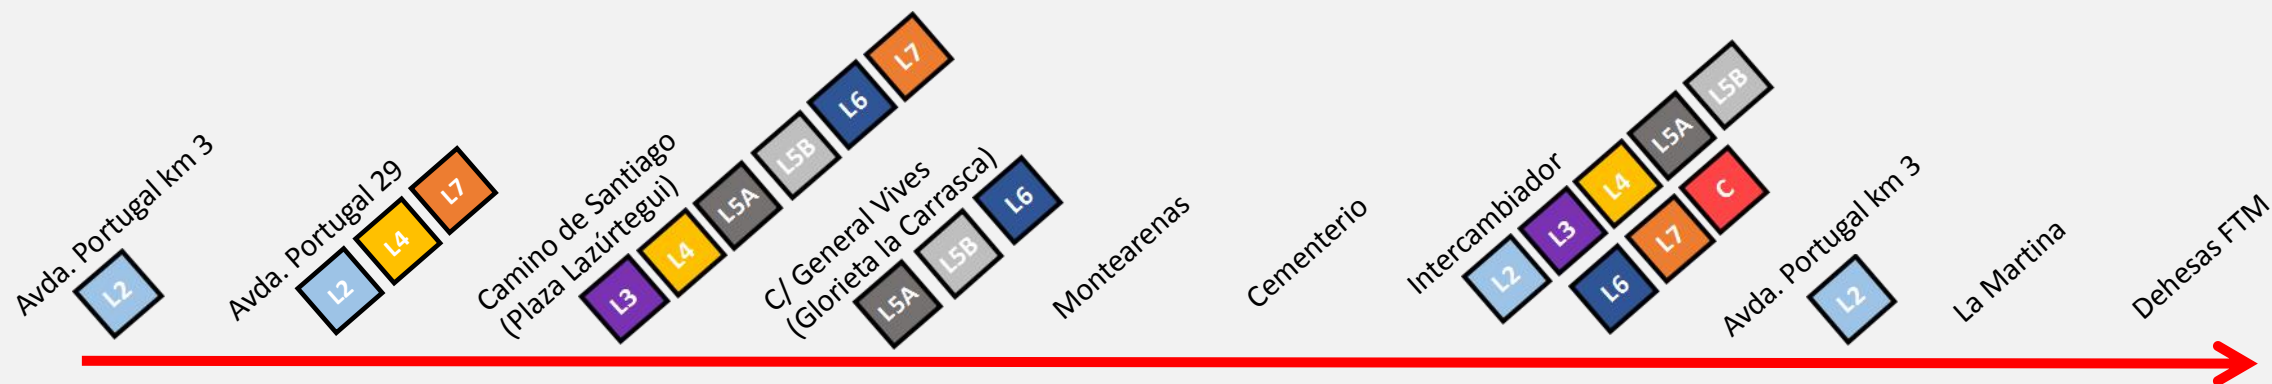 Avda. Portugal km 3
L2
Avda. Portugal 29
L2 L4 L7
Camino de Santiago
(Plaza Lazúrtegui)
L3 L4 L5A L5B L6 L7
C/ General Vives
(Glorieta la Carrasca)
L5A L5B L6
Montearenas
Cementerio
Intercambiador
L2 L3 L4 L5A L5B
L6 L7 C
Avda. Portugal km 3
L2
La Martina
Dehesas FTM